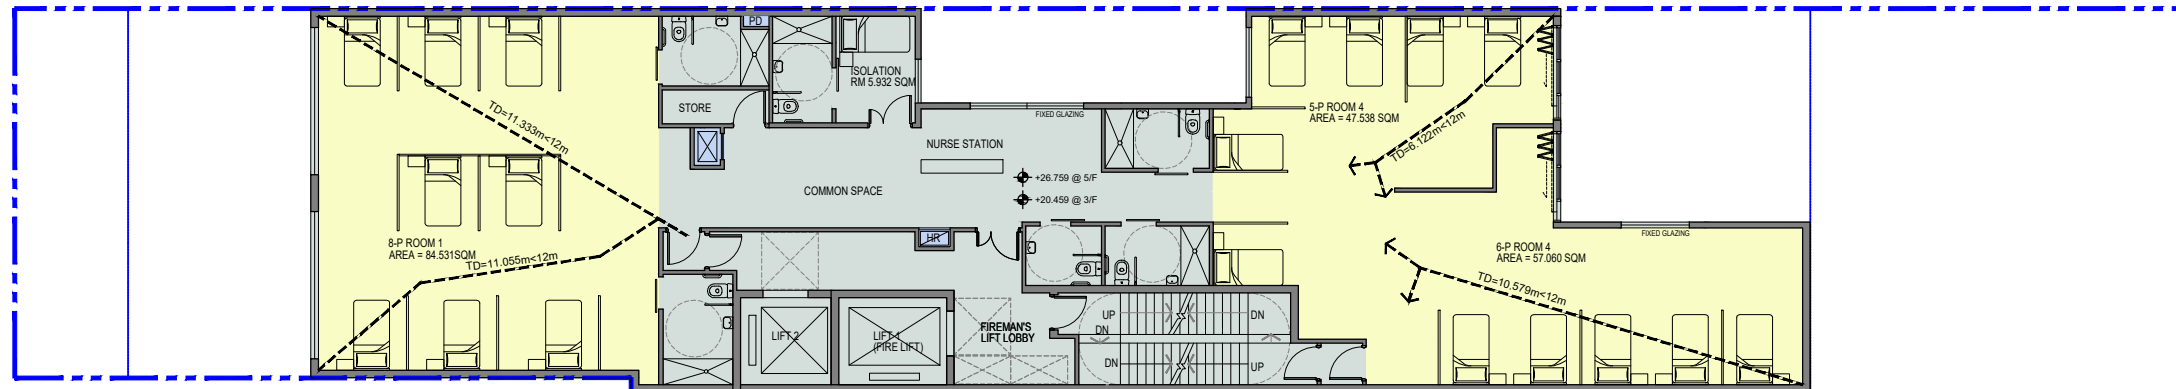 PD
ISOLATION
RM 5.932 SQM
STORE
FIXED GLAZING
5-P ROOM 4
AREA = 47.538 SQM
TD=11.333m<12m
TD=6.122m<12m
NURSE STATION
COMMON SPACE
+26.759 @ 5/F
+20.459 @ 3/F
HR
FIXED GLAZING
8-P ROOM 1
AREA = 84.531SQM
TD=11.055m<12m
6-P ROOM 4
AREA = 57.060 SQM
TD=10.579m<12m
LIFT 2
LIFT 1
(FIRE LIFT)
FIREMAN'S
LIFT LOBBY
UP
DN
DN
DN
UP